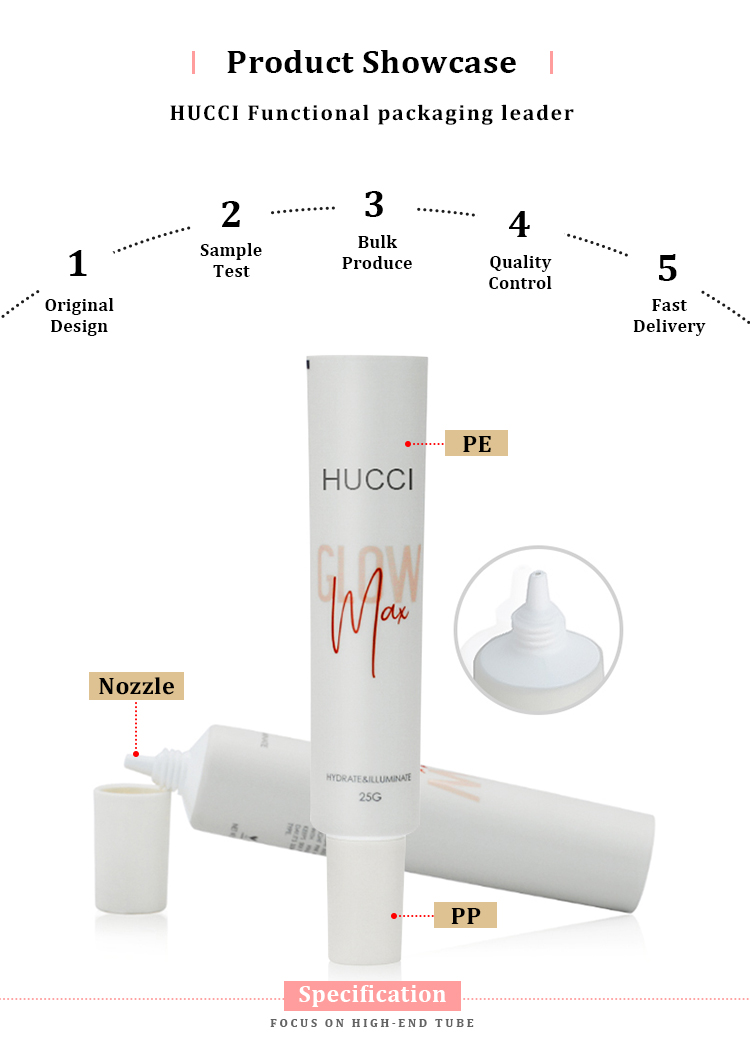 Product Showcase
HUCCI Functional packaging leader
1
Original
Design
2
Sample
Test
3
Bulk
Produce
4
Quality
Control
5
Fast
Delivery
PE
HUCCI
GLOW
Max
Nozzle
HYDRATE&ILLUMINATE
25G
PP
Specification
FOCUS ON HIGH-END TUBE